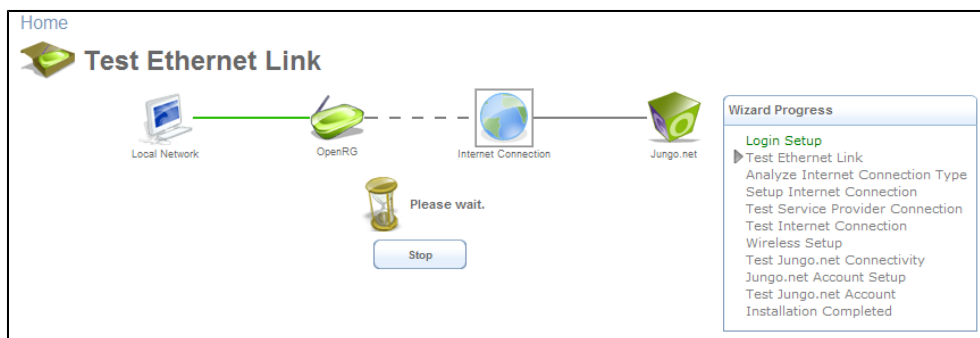 Home
Test Ethernet Link
Local Network
OpenRG
Internet Connection
Jungo.net
Please wait.
Stop
Wizard Progress
Login Setup
Test Ethernet Link
Analyze Internet Connection Type
Setup Internet Connection
Test Service Provider Connection
Test Internet Connection
Wireless Setup
Test Jungo.net Connectivity
Jungo.net Account Setup
Test Jungo.net Account
Installation Completed